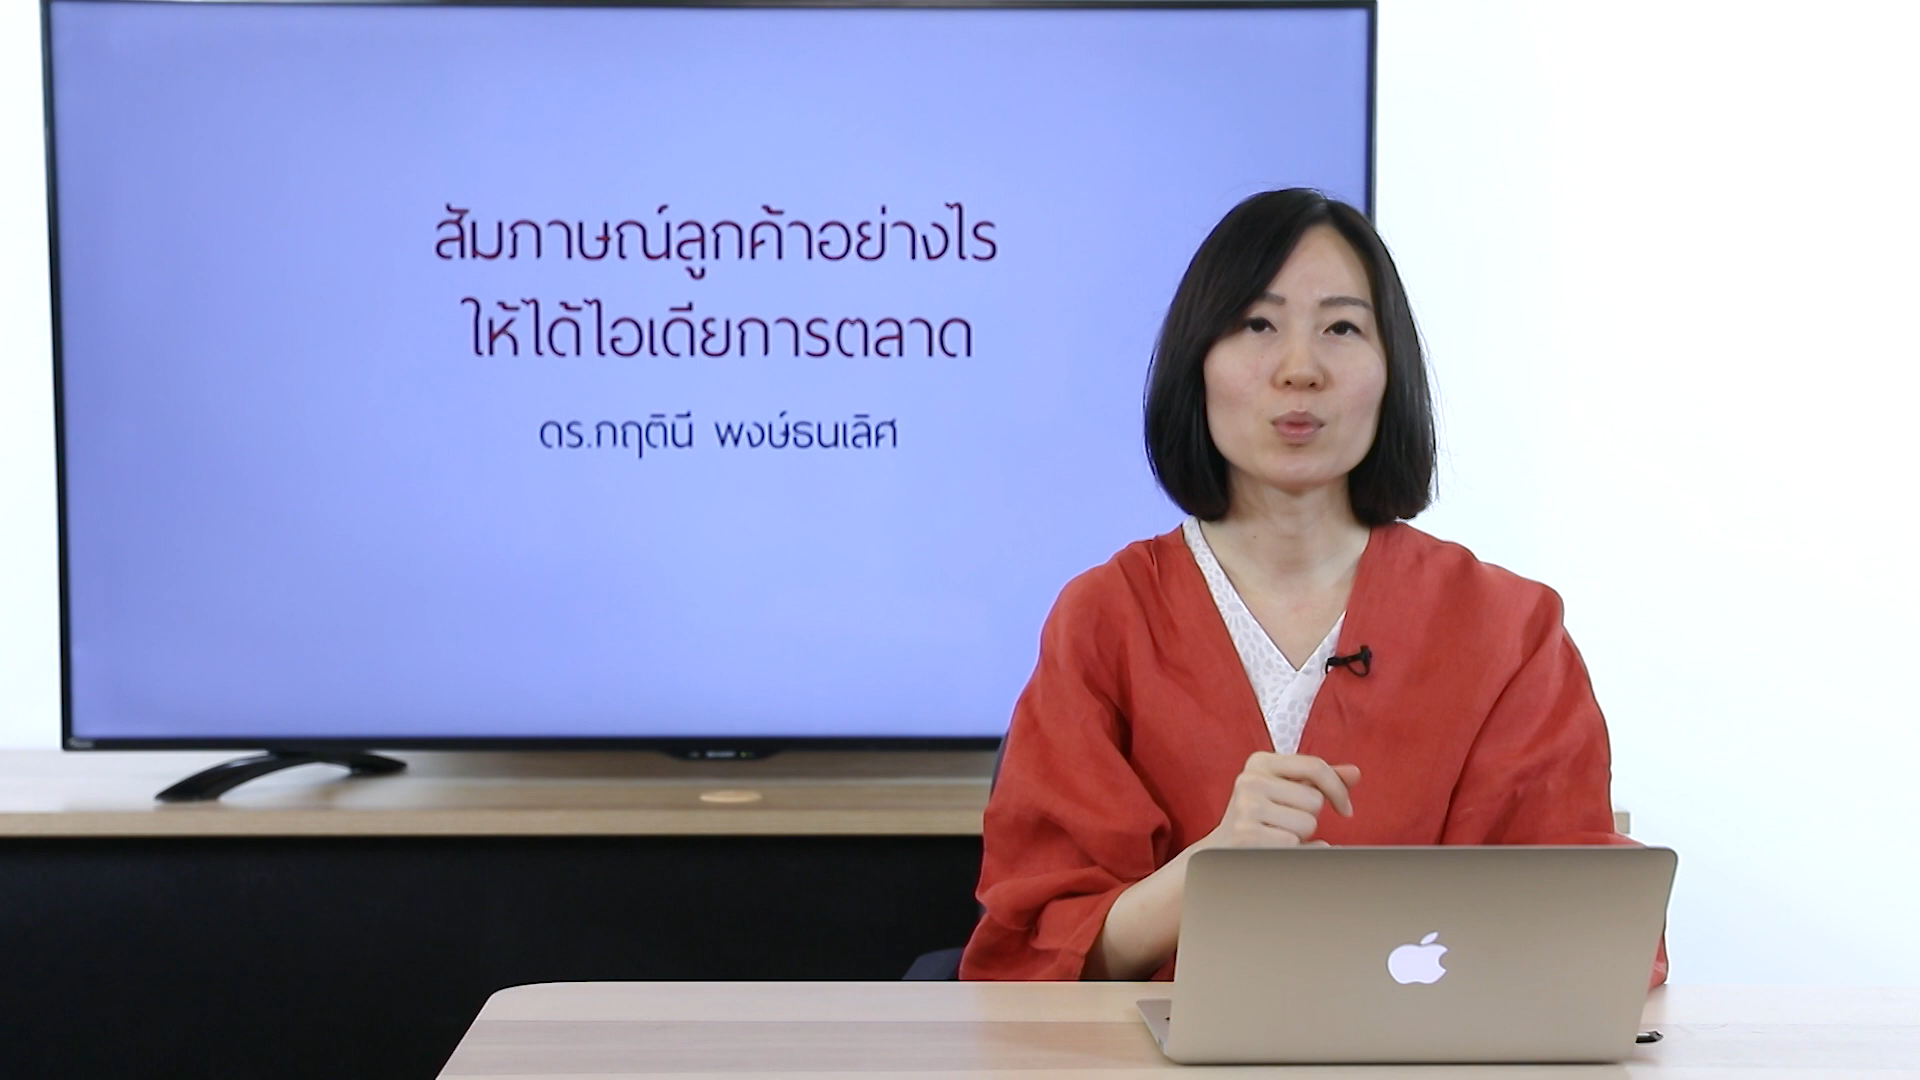 สัมภาษณ์ลูกค้าอย่างไร
ให้ได้ไอเดียการตลาด
ดร.กฤตินี พงษ์ธนเลิศ